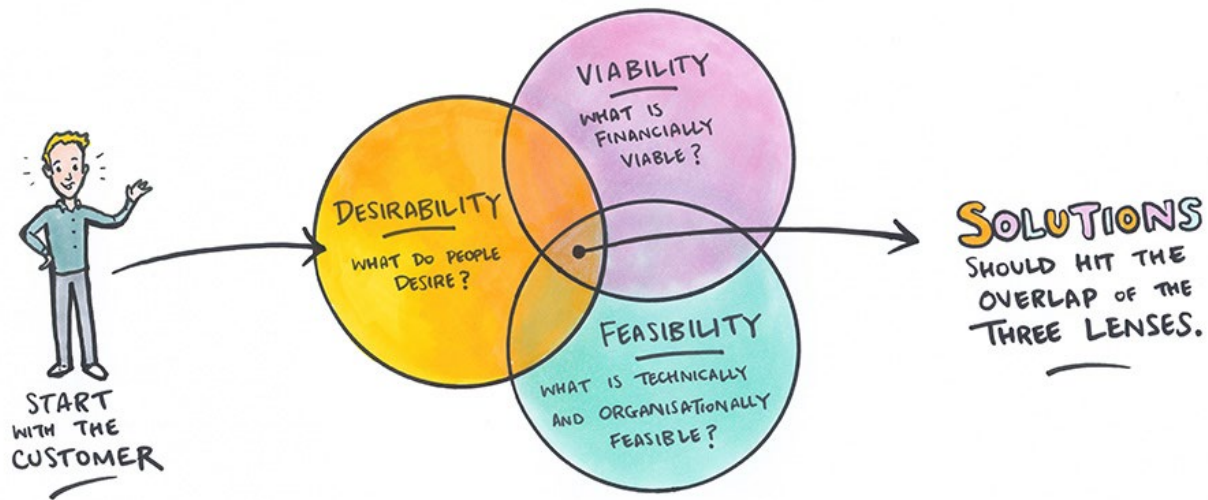 START
WITH THE
CUSTOMER
DESIRABILITY
WHAT DO PEOPLE
DESIRE?
VIABILITY
WHAT IS
FINANCIALLY
VIABLE?
FEASIBILITY
WHAT IS TECHNICALLY
AND ORGANISATIONALLY
FEASIBLE?
SOLUTIONS
SHOULD HIT THE
OVERLAP OF THE
THREE LENSES.